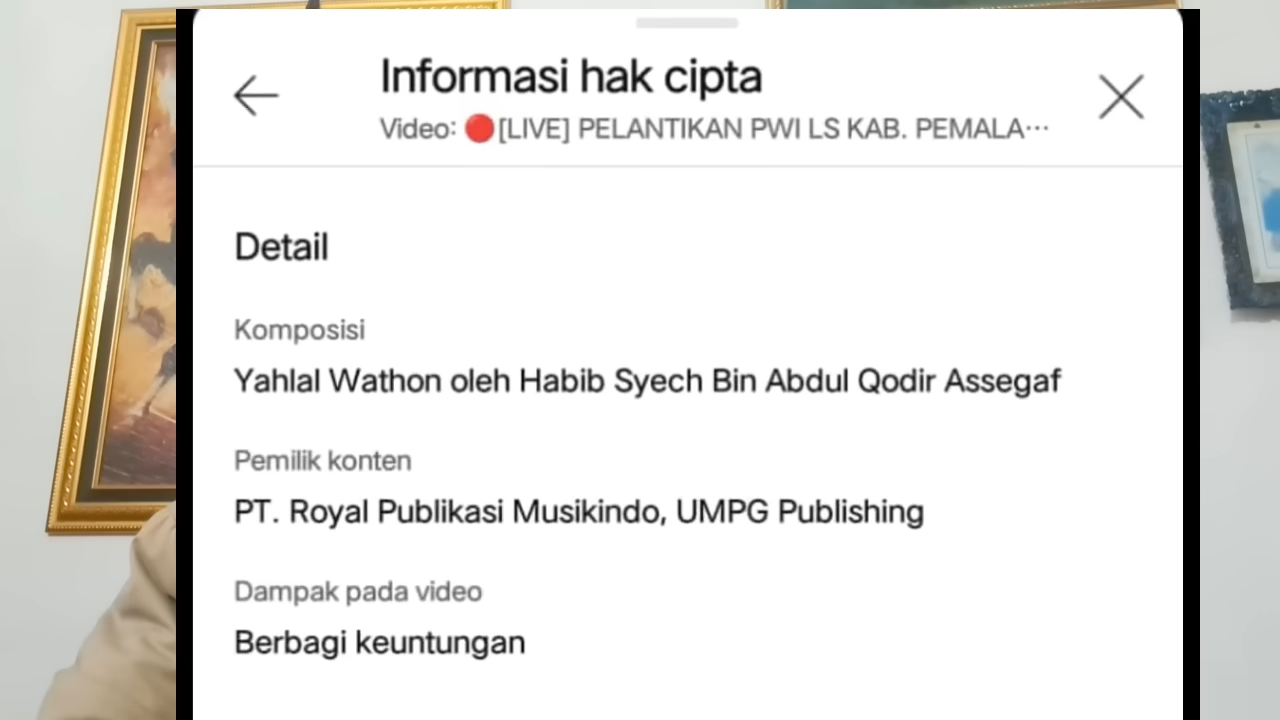 Informasi hak cipta
Video: 🔴[LIVE] PELANTIKAN PWI LS KAB. PEMALA···
Detail
Komposisi
Yahlal Wathon oleh Habib Syech Bin Abdul Qodir Assegaf
Pemilik konten
PT. Royal Publikasi Musikindo, UMPG Publishing
Dampak pada video
Berbagi keuntungan